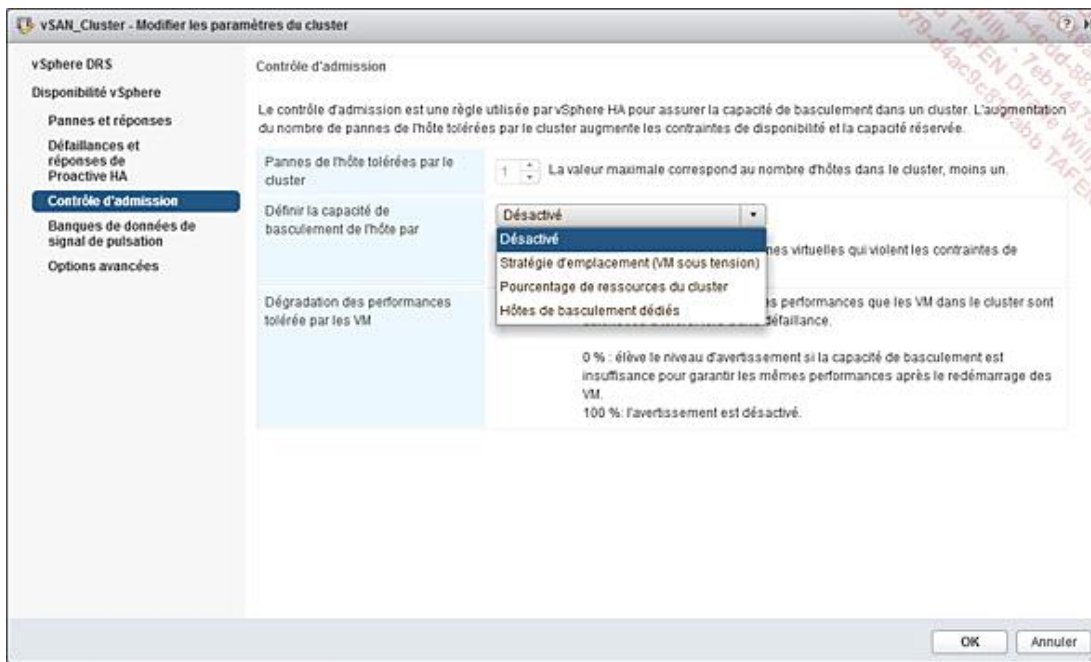 vSAN_Cluster - Modifier les paramètres du cluster
vSphere DRS
Disponibilité vSphere
Pannes et réponses
Défaillances et
réponses de
Proactive HA
Contrôle d'admission
Banques de données de
signal de pulsation
Options avancées
Contrôle d'admission
Le contrôle d'admission est une règle utilisée par vSphere HA pour assurer la capacité de basculement dans un cluster. L'augmentation
du nombre de pannes de l'hôte tolérées par le cluster augmente les contraintes de disponibilité et la capacité réservée.
Pannes de l'hôte tolérées par le
cluster
1
La valeur maximale correspond au nombre d'hôtes dans le cluster, moins un.
Définir la capacité de
basculement de l'hôte par
Désactivé
Désactivé
Stratégie d'emplacement (VM sous tension)
Pourcentage de ressources du cluster
Hôtes de basculement dédiés
nes virtuelles qui violent les contraintes de
Dégradation des performances
tolérée par les VM
s performances que les VM dans le cluster sont
défaillance.
0 % : élève le niveau d'avertissement si la capacité de basculement est
insuffisance pour garantir les mêmes performances après le redémarrage des
VM.
100 %: l'avertissement est désactivé.
OK
Annuler